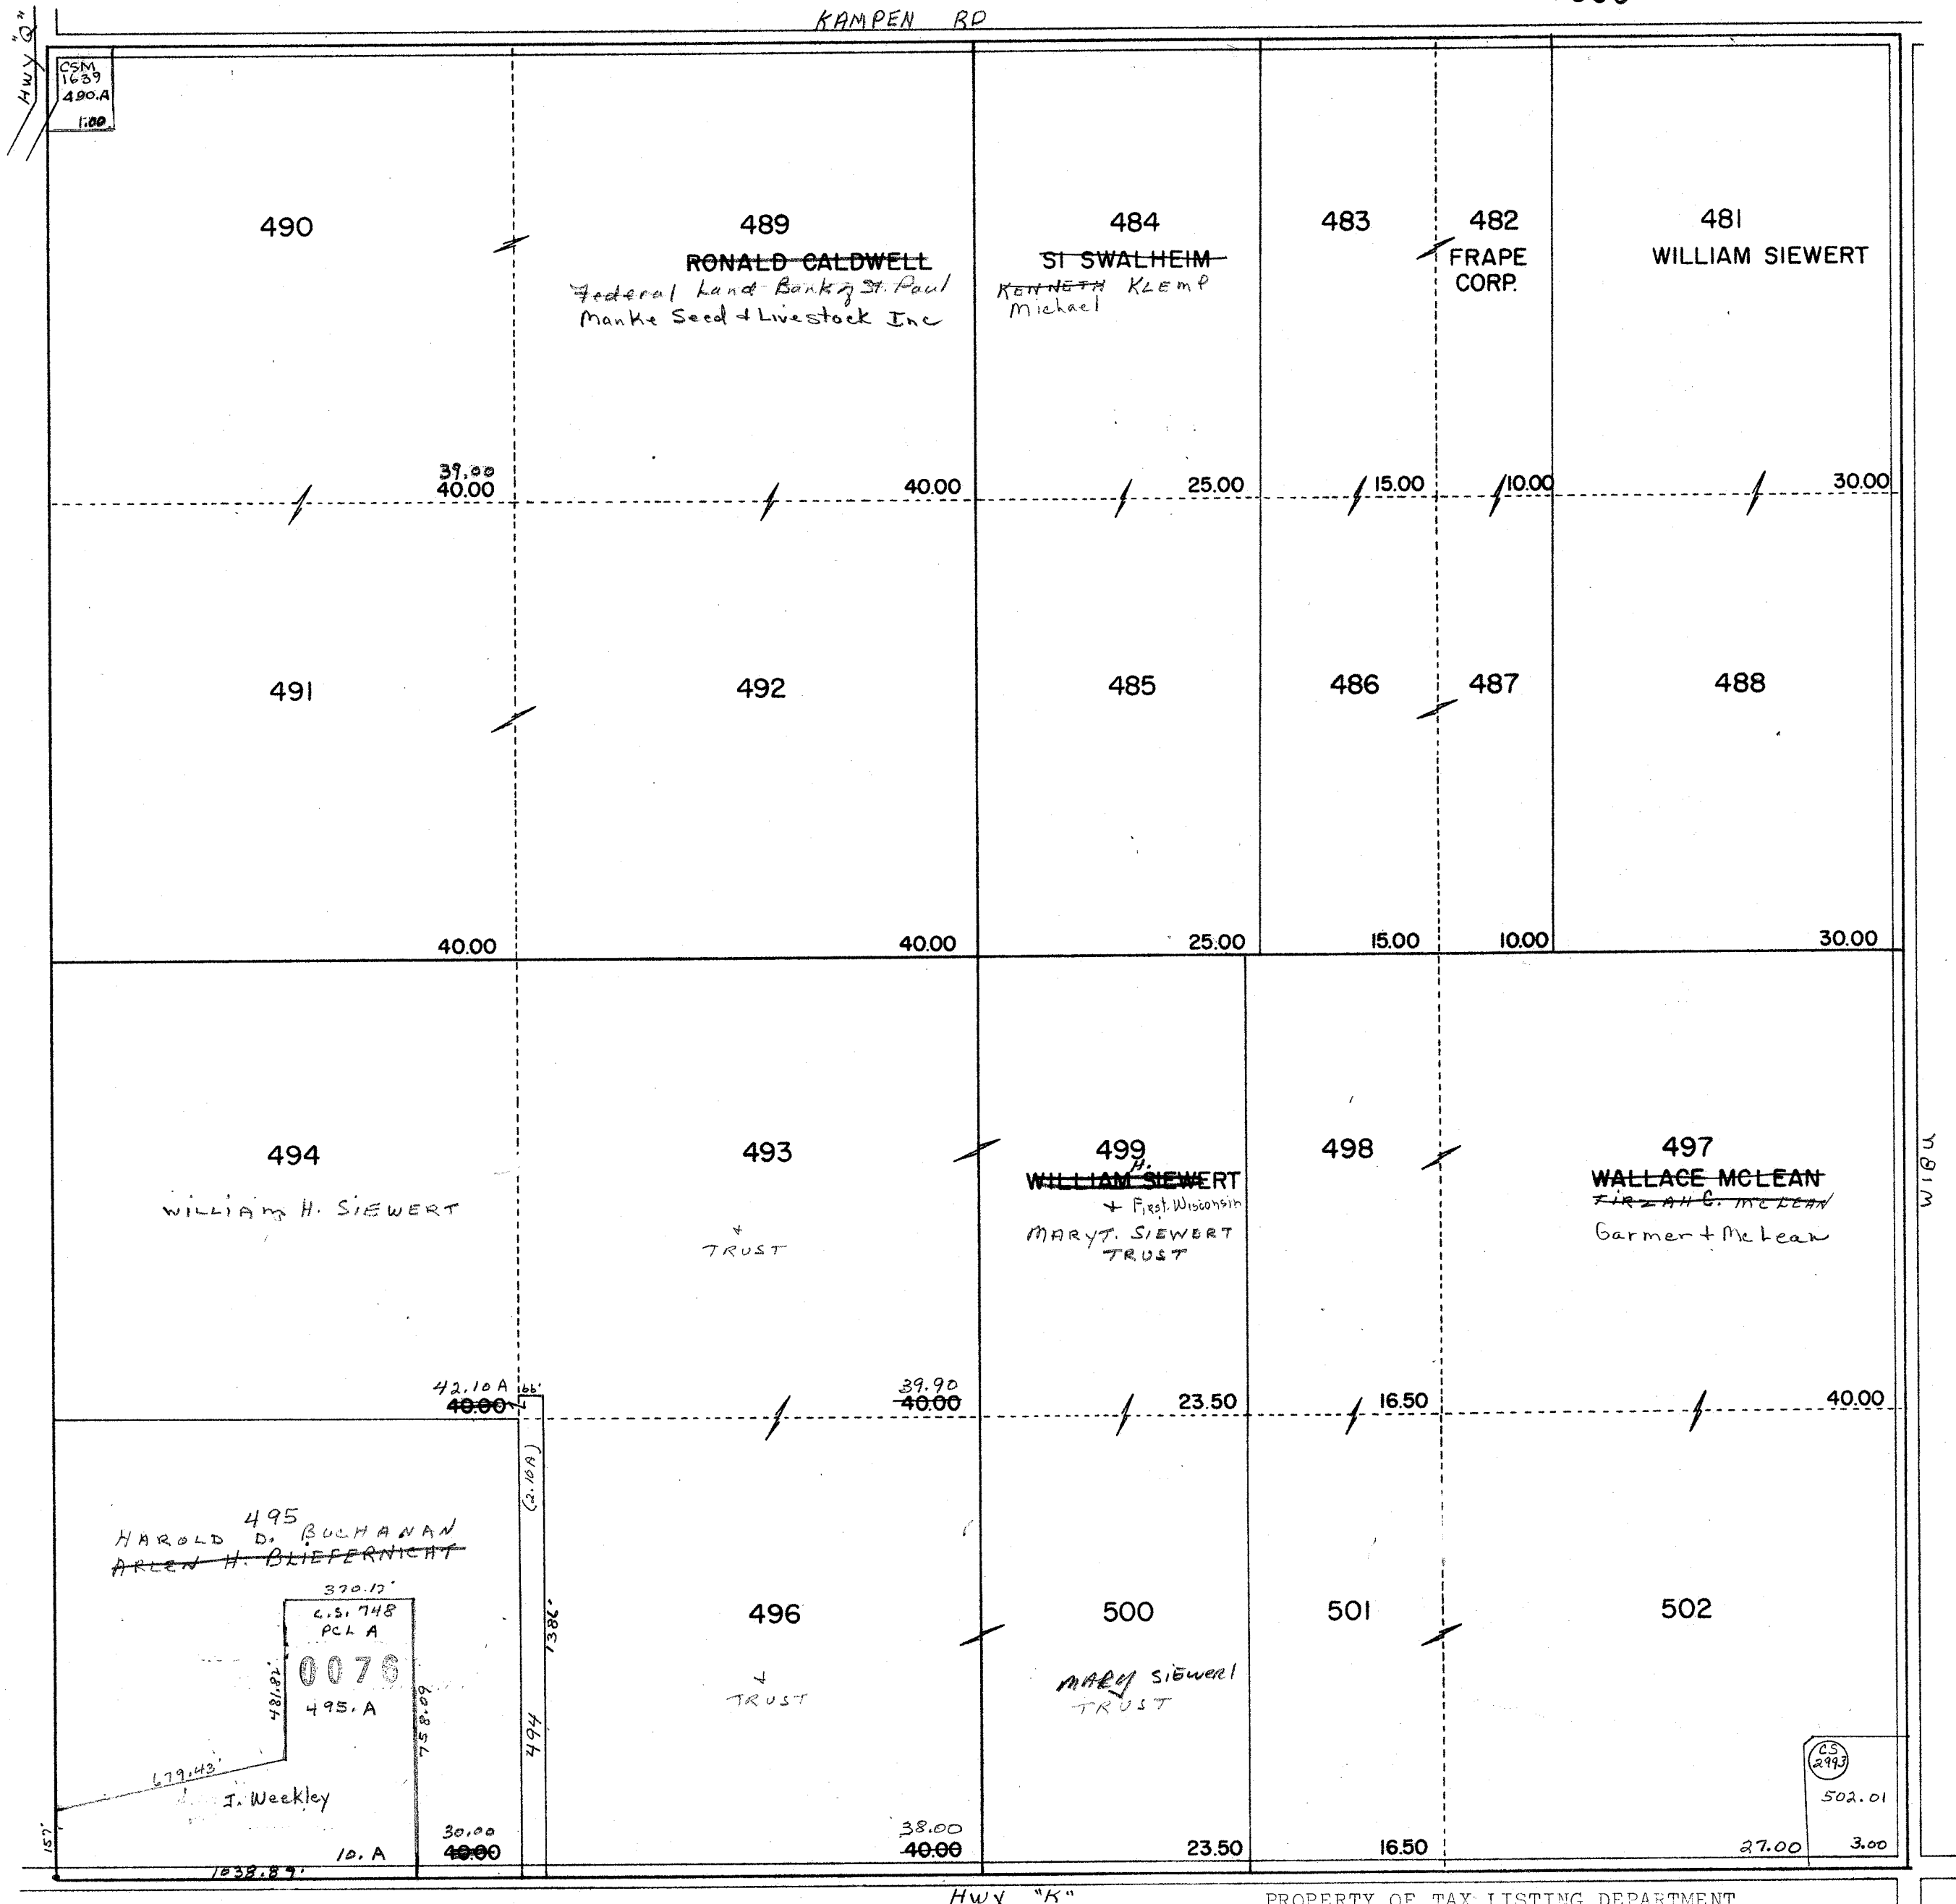 KAMPEN RD
HWY "Q"
CSM
1639
490.A
1.00
490
489
RONALD CALDWELL
Federal Land Bank of St. Paul
Manke Seed + Livestock Inc
484
SI SWALHEIM
KENNETH KLEMP
Michael
483
482
FRAPE
CORP.
481
WILLIAM SIEWERT
39.00
40.00
40.00
25.00
15.00
10.00
30.00
491
492
485
486
487
488
40.00
40.00
25.00
15.00
10.00
30.00
494
WILLIAM H. SIEWERT
493
+
TRUST
499
H.
WILLIAM SIEWERT
+ First. Wisconsin
MARY T. SIEWERT
TRUST
498
497
WALLACE MCLEAN
TIRZAH C. MCLEAN
Garmer + McLean
42.10 A
40.00
66'
39.90
40.00
23.50
16.50
40.00
(2.10A)
495
HAROLD D. BUCHANAN
ARLEN H. BLIEFERNICHT
370.17'
C.S. 748
PCL A
0076
495.A
481.82'
758.09
679.43'
J. Weekley
157'
10. A
1038.89'
30.00
40.00
1386'
494
496
+
TRUST
38.00
40.00
500
MARY SIEWERT
TRUST
23.50
501
16.50
502
CS
2993
502.01
27.00
3.00
HWY "K"
PROPERTY OF TAX LISTING DEPARTMENT